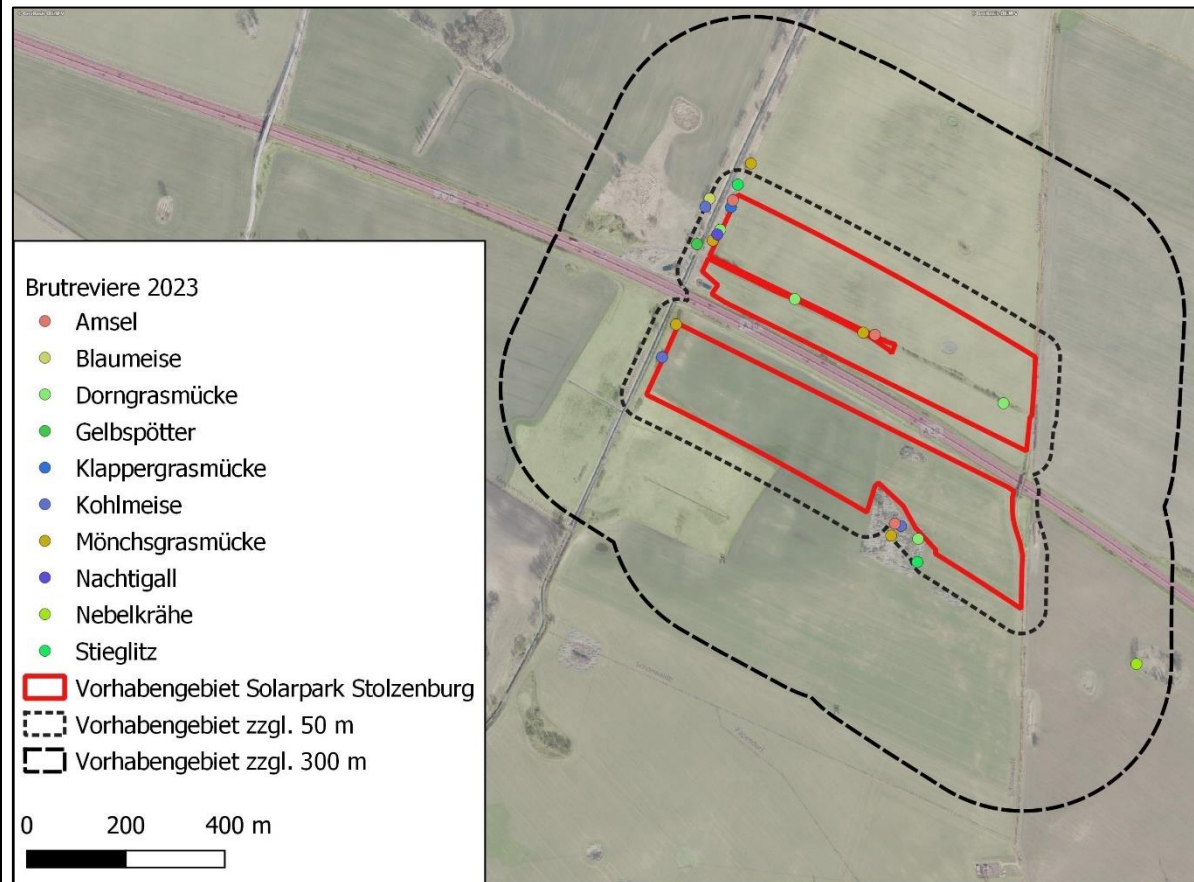 Brutreviere 2023
Amsel
Blaumeise
Dorngrasmücke
Gelbspötter
Klappergrasmücke
Kohlmeise
Mönchsgrasmücke
Nachtigall
Nebelkrähe
Stieglitz
Vorhabengebiet Solarpark Stolzenburg
Vorhabengebiet zzgl. 50 m
Vorhabengebiet zzgl. 300 m
0 200 400 m